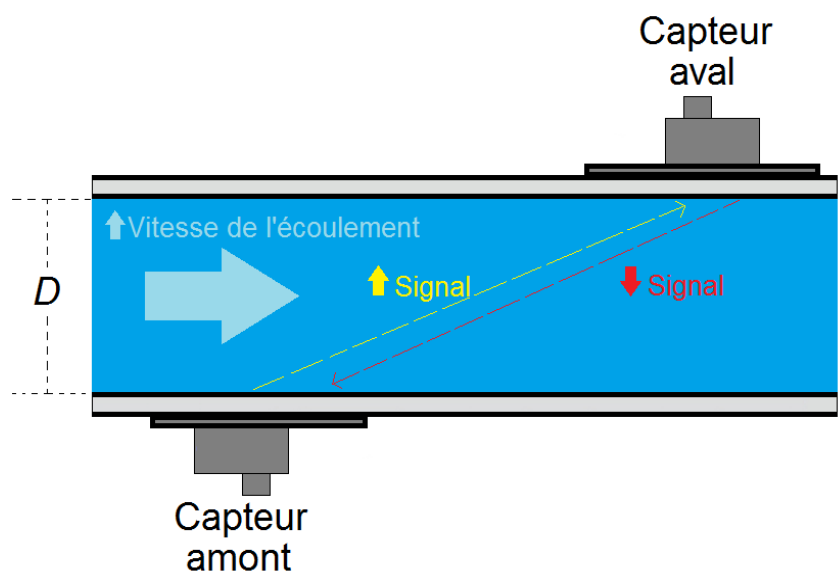 Capteur
aval
Vitesse de l'écoulement
D
Signal
Signal
Capteur
amont